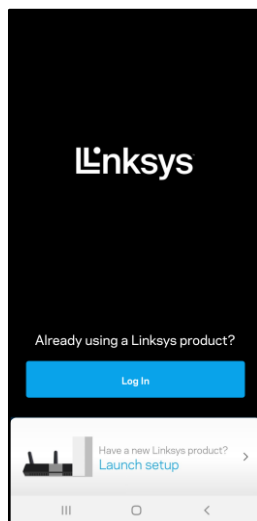 Linksys
Already using a Linksys product?
Log In
Have a new Linksys product?
Launch setup